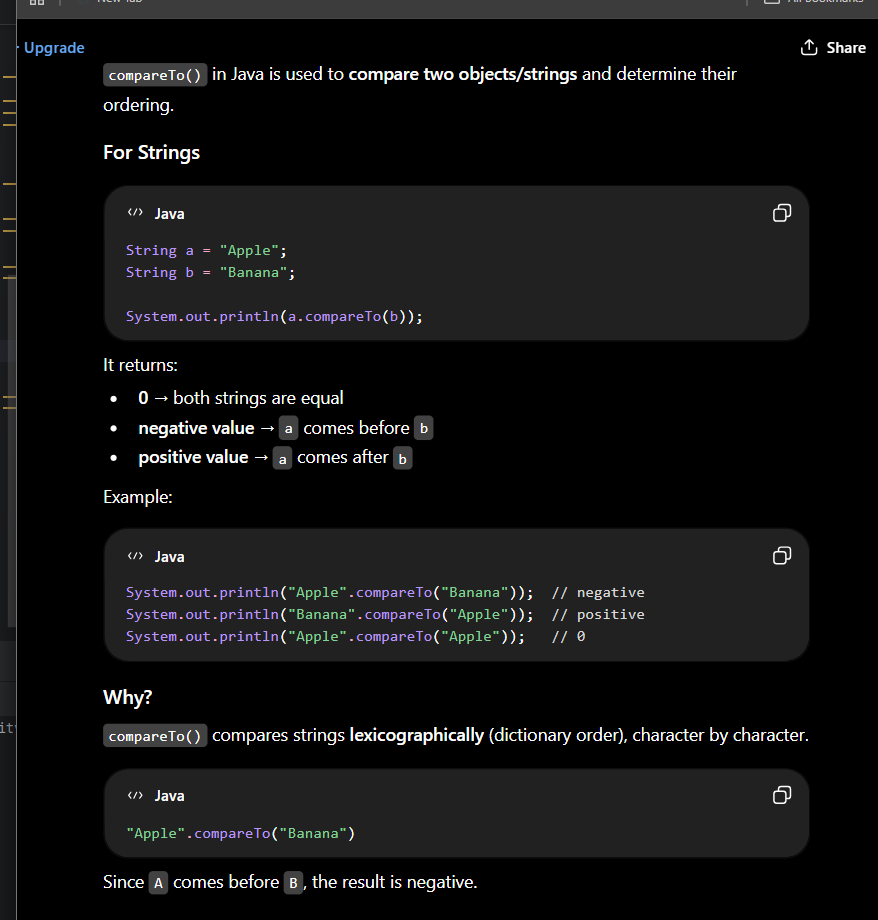 New Tab
All Bookmarks
Upgrade
Share
compareTo() in Java is used to compare two objects/strings and determine their
ordering.
For Strings
Java
String a = "Apple";
String b = "Banana";
System.out.println(a.compareTo(b));
It returns:
• 0 → both strings are equal
• negative value → a comes before b
• positive value → a comes after b
Example:
Java
System.out.println("Apple".compareTo("Banana"));  // negative
System.out.println("Banana".compareTo("Apple"));  // positive
System.out.println("Apple".compareTo("Apple"));   // 0
Why?
compareTo() compares strings lexicographically (dictionary order), character by character.
Java
"Apple".compareTo("Banana")
Since A comes before B, the result is negative.